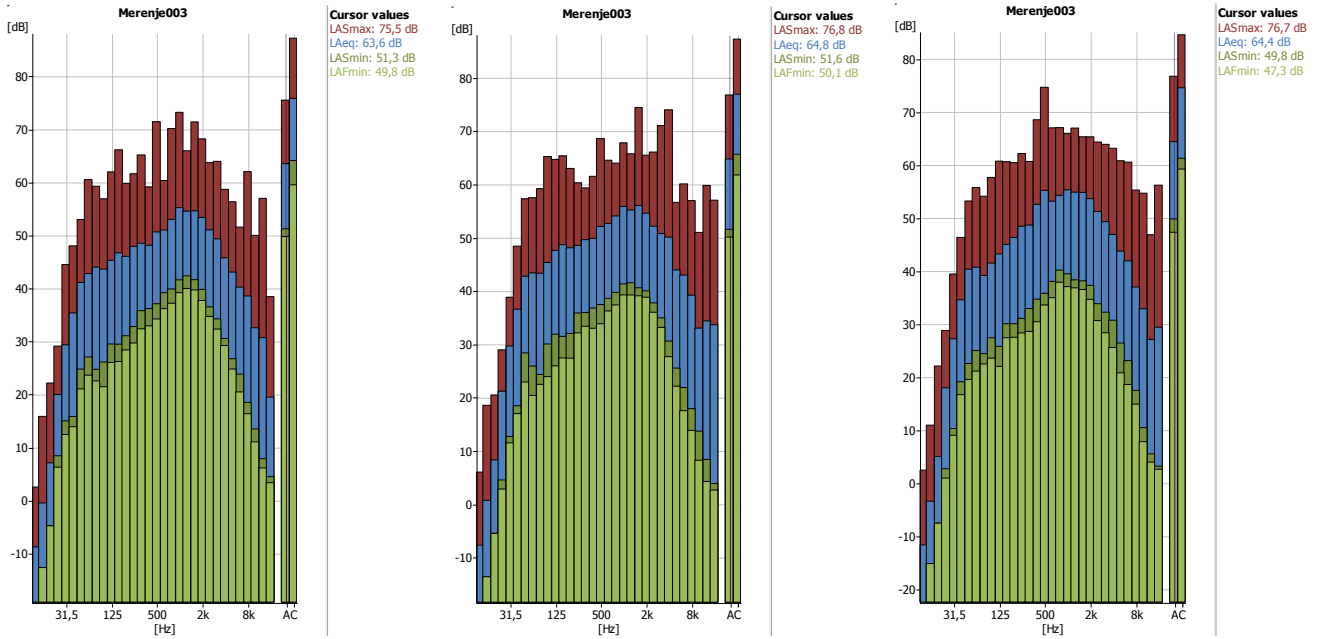 Merenje003
[dB]
80
70
60
50
40
30
20
10
0
-10
31,5 125 500 2k 8k AC
[Hz]
Cursor values
LASmax: 75,5 dB
LAeq: 63,6 dB
LASmin: 51,3 dB
LAFmin: 49,8 dB
Merenje003
[dB]
80
70
60
50
40
30
20
10
0
-10
31,5 125 500 2k 8k AC
[Hz]
Cursor values
LASmax: 76,8 dB
LAeq: 64,8 dB
LASmin: 51,6 dB
LAFmin: 50,1 dB
Merenje003
[dB]
80
70
60
50
40
30
20
10
0
-10
-20
31,5 125 500 2k 8k AC
[Hz]
Cursor values
LASmax: 76,7 dB
LAeq: 64,4 dB
LASmin: 49,8 dB
LAFmin: 47,3 dB